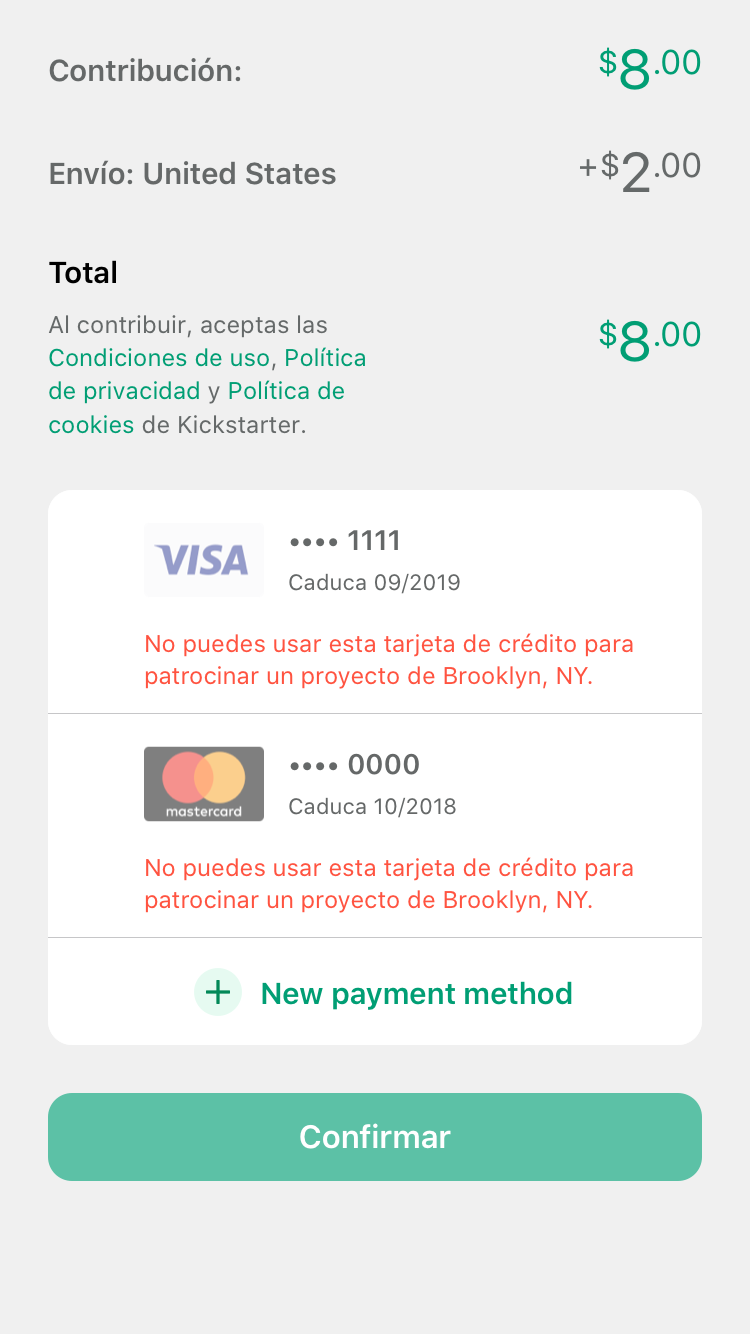 Contribución:
$8.00
Envío: United States
+$2.00
Total
Al contribuir, aceptas las
Condiciones de uso, Política
de privacidad y Política de
cookies de Kickstarter.
$8.00
VISA
•••• 1111
Caduca 09/2019
No puedes usar esta tarjeta de crédito para
patrocinar un proyecto de Brooklyn, NY.
mastercard
•••• 0000
Caduca 10/2018
No puedes usar esta tarjeta de crédito para
patrocinar un proyecto de Brooklyn, NY.
+ New payment method
Confirmar